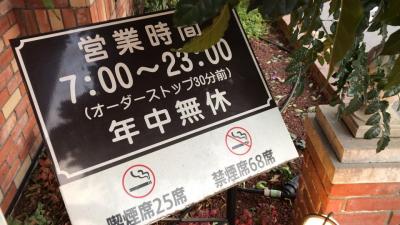 営業時間
7:00～23:00
(オーダーストップ30分前)
年中無休
喫煙席25席
禁煙席68席